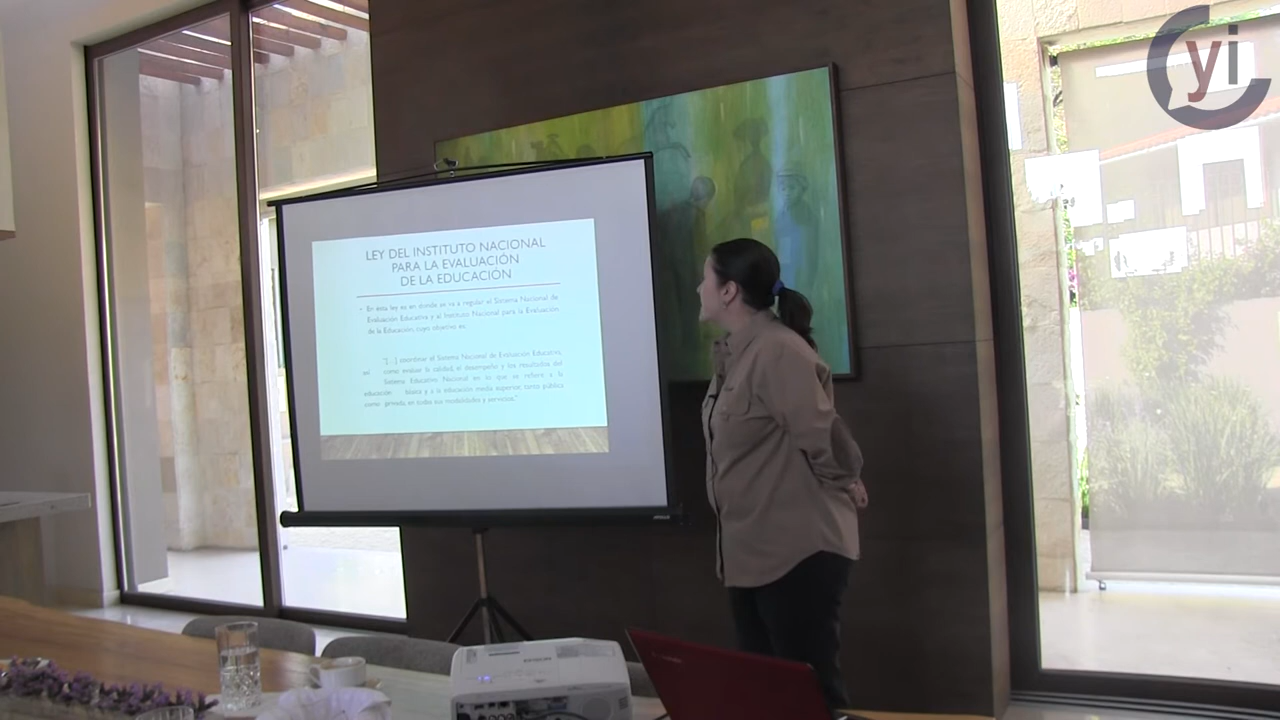 yi
LEY DEL INSTITUTO NACIONAL
PARA LA EVALUACIÓN
DE LA EDUCACIÓN
- En ésta ley es en donde se va a regular el Sistema Nacional de
Evaluación Educativa y al Instituto Nacional para la Evaluación
de la Educación, cuyo objetivo es:
"[…] coordinar el Sistema Nacional de Evaluación Educativa,
así como evaluar la calidad, el desempeño y los resultados del
Sistema Educativo Nacional en lo que se refiere a la
educación básica y a la educación media superior, tanto pública
como privada, en todas sus modalidades y servicios."